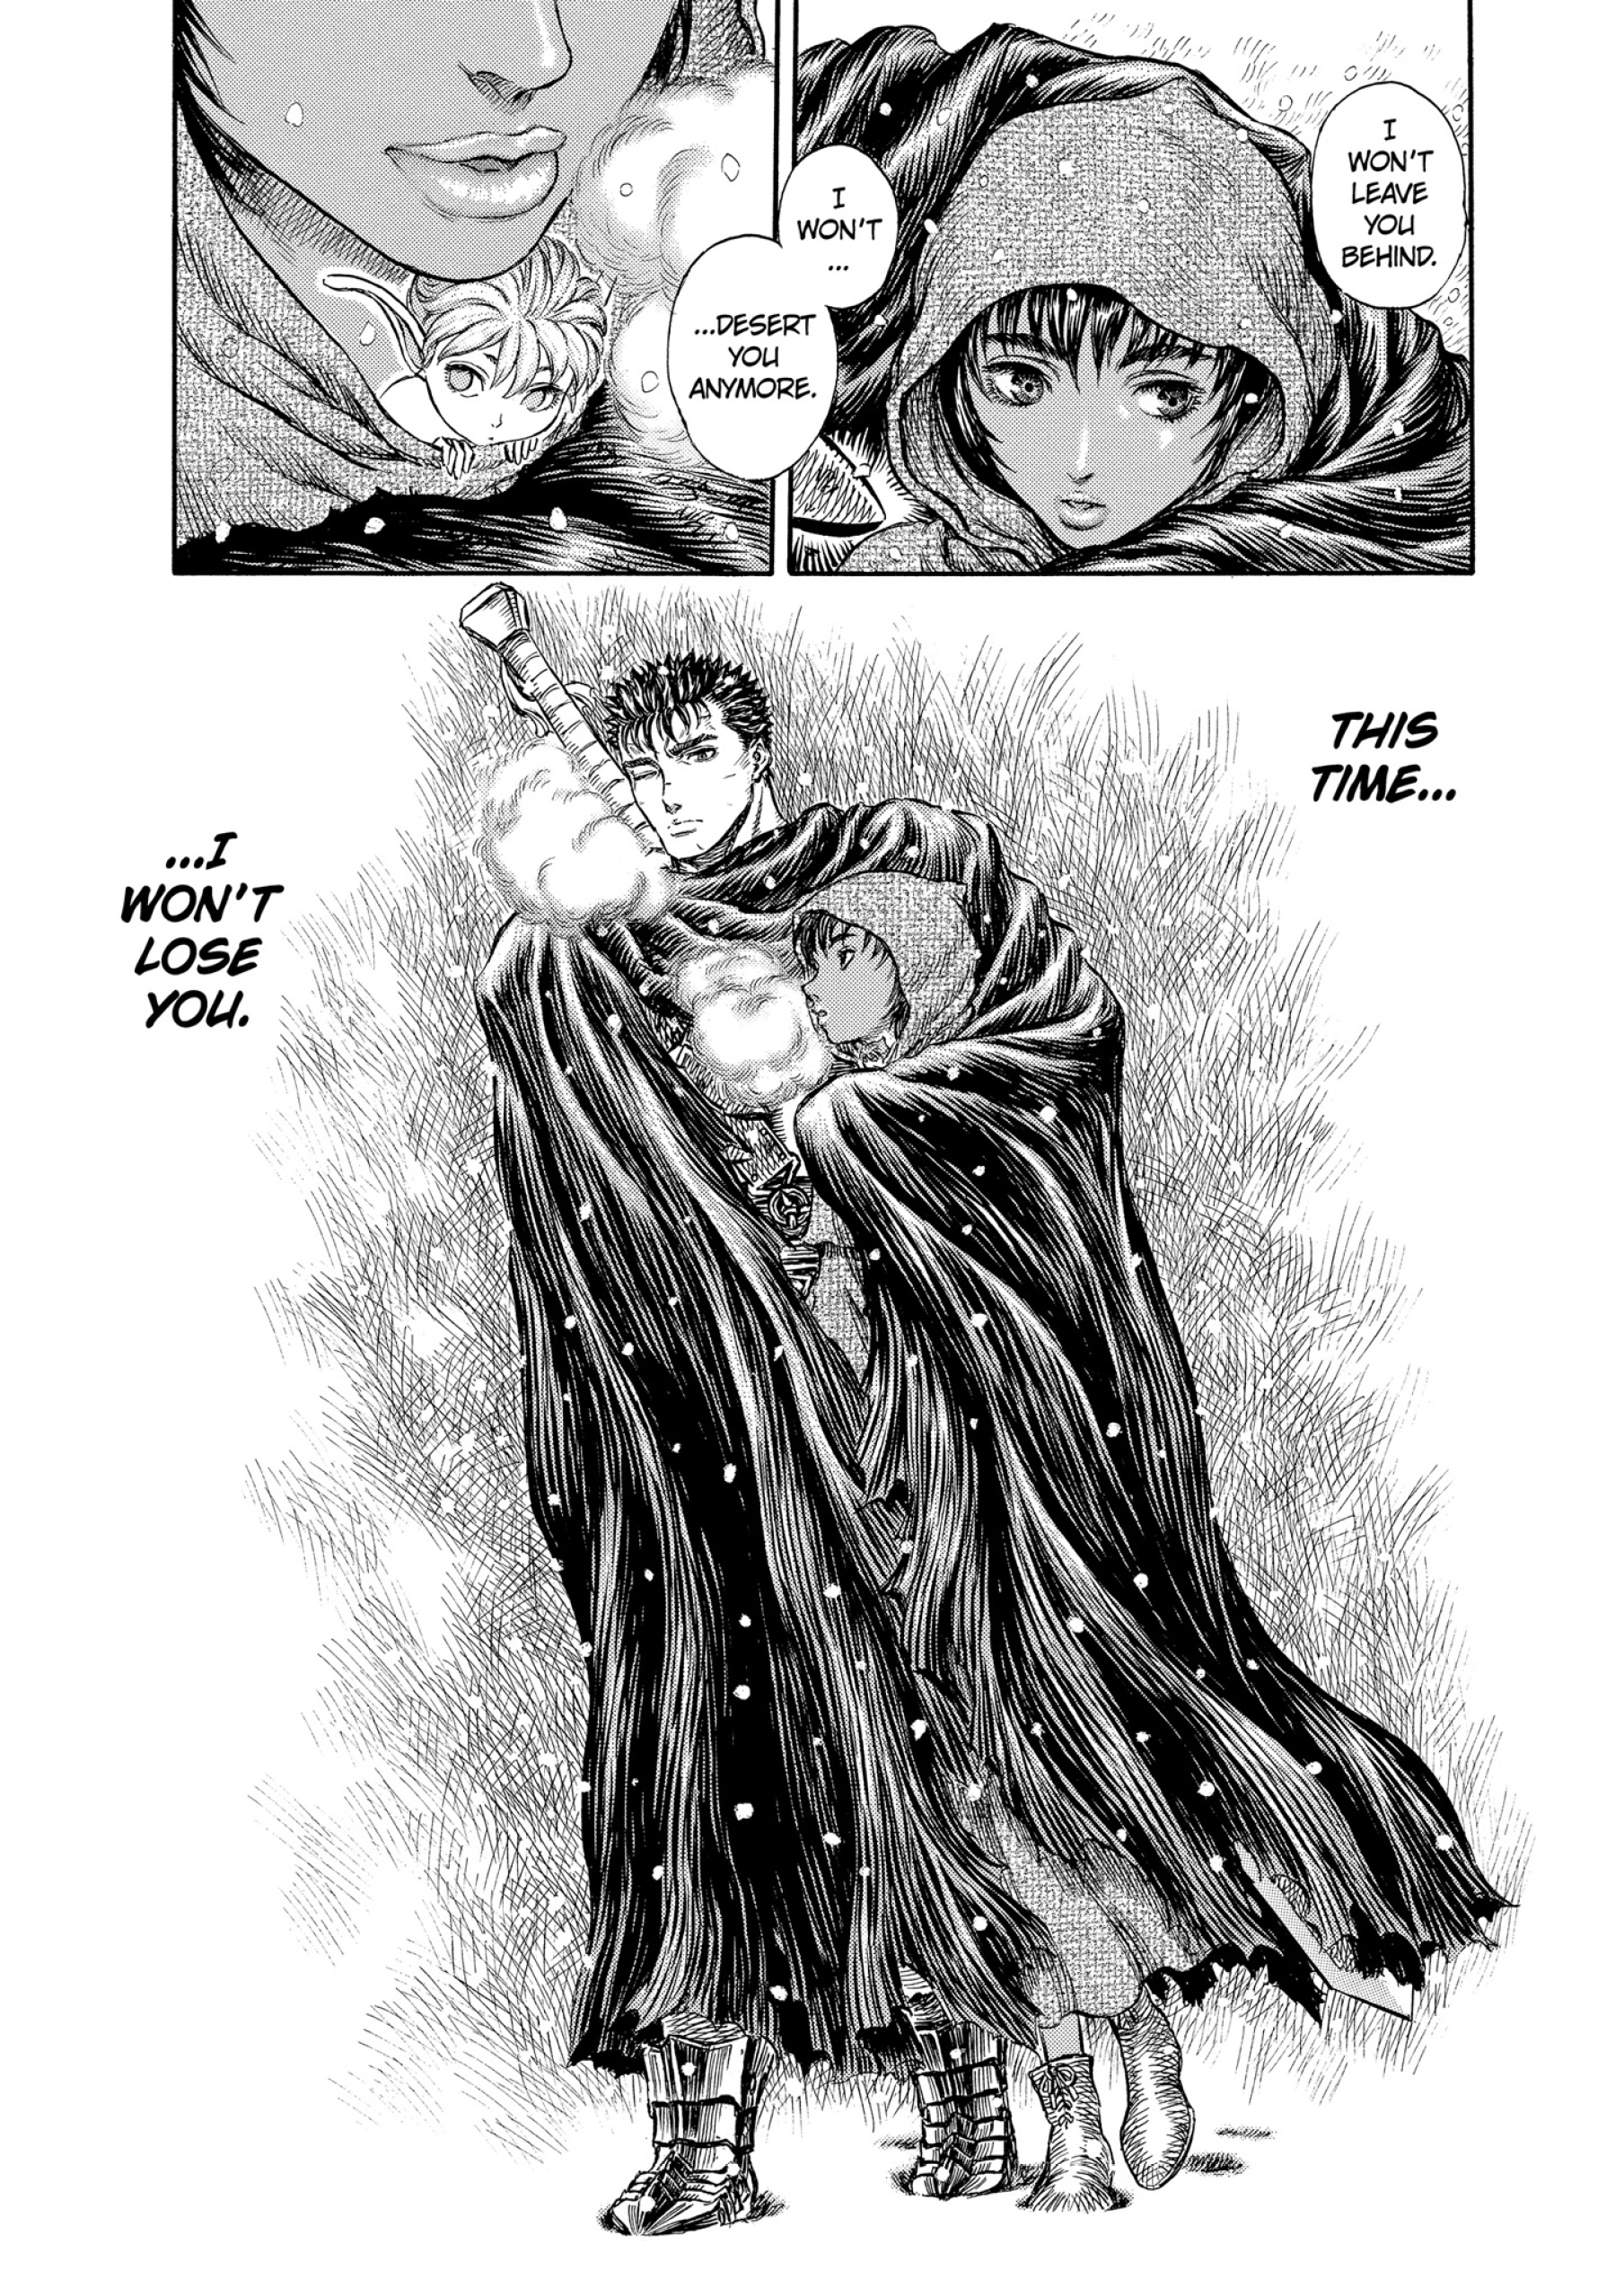 I
WON'T
LEAVE
YOU
BEHIND.
I
WON'T
...
...DESERT
YOU
ANYMORE.
THIS
TIME...
...I
WON'T
LOSE
YOU.